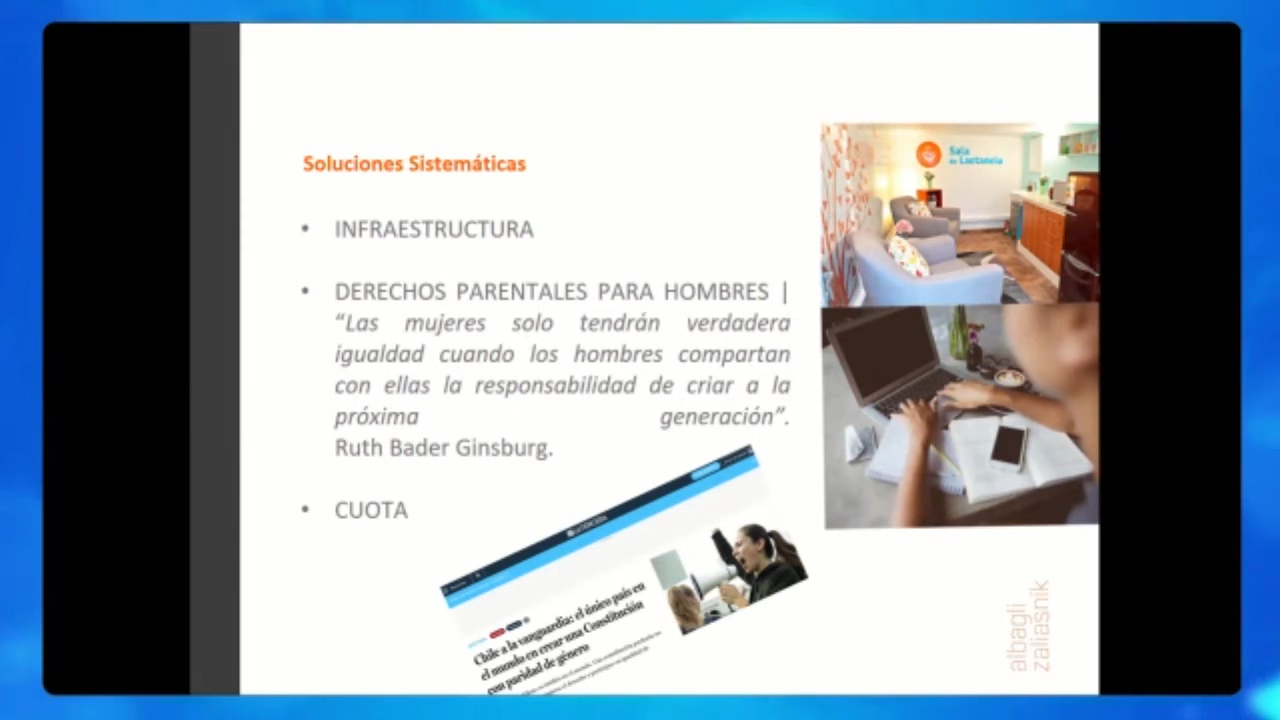 Soluciones Sistemáticas
• INFRAESTRUCTURA
• DERECHOS PARENTALES PARA HOMBRES |
“Las mujeres solo tendrán verdadera
igualdad cuando los hombres compartan
con ellas la responsabilidad de criar a la
próxima generación”.
Ruth Bader Ginsburg.
• CUOTA
Sala
de Lactancia
Chile a la vanguardia: el único país en
el mundo en crear una Constitución
con paridad de género
albagli
zaliasnik